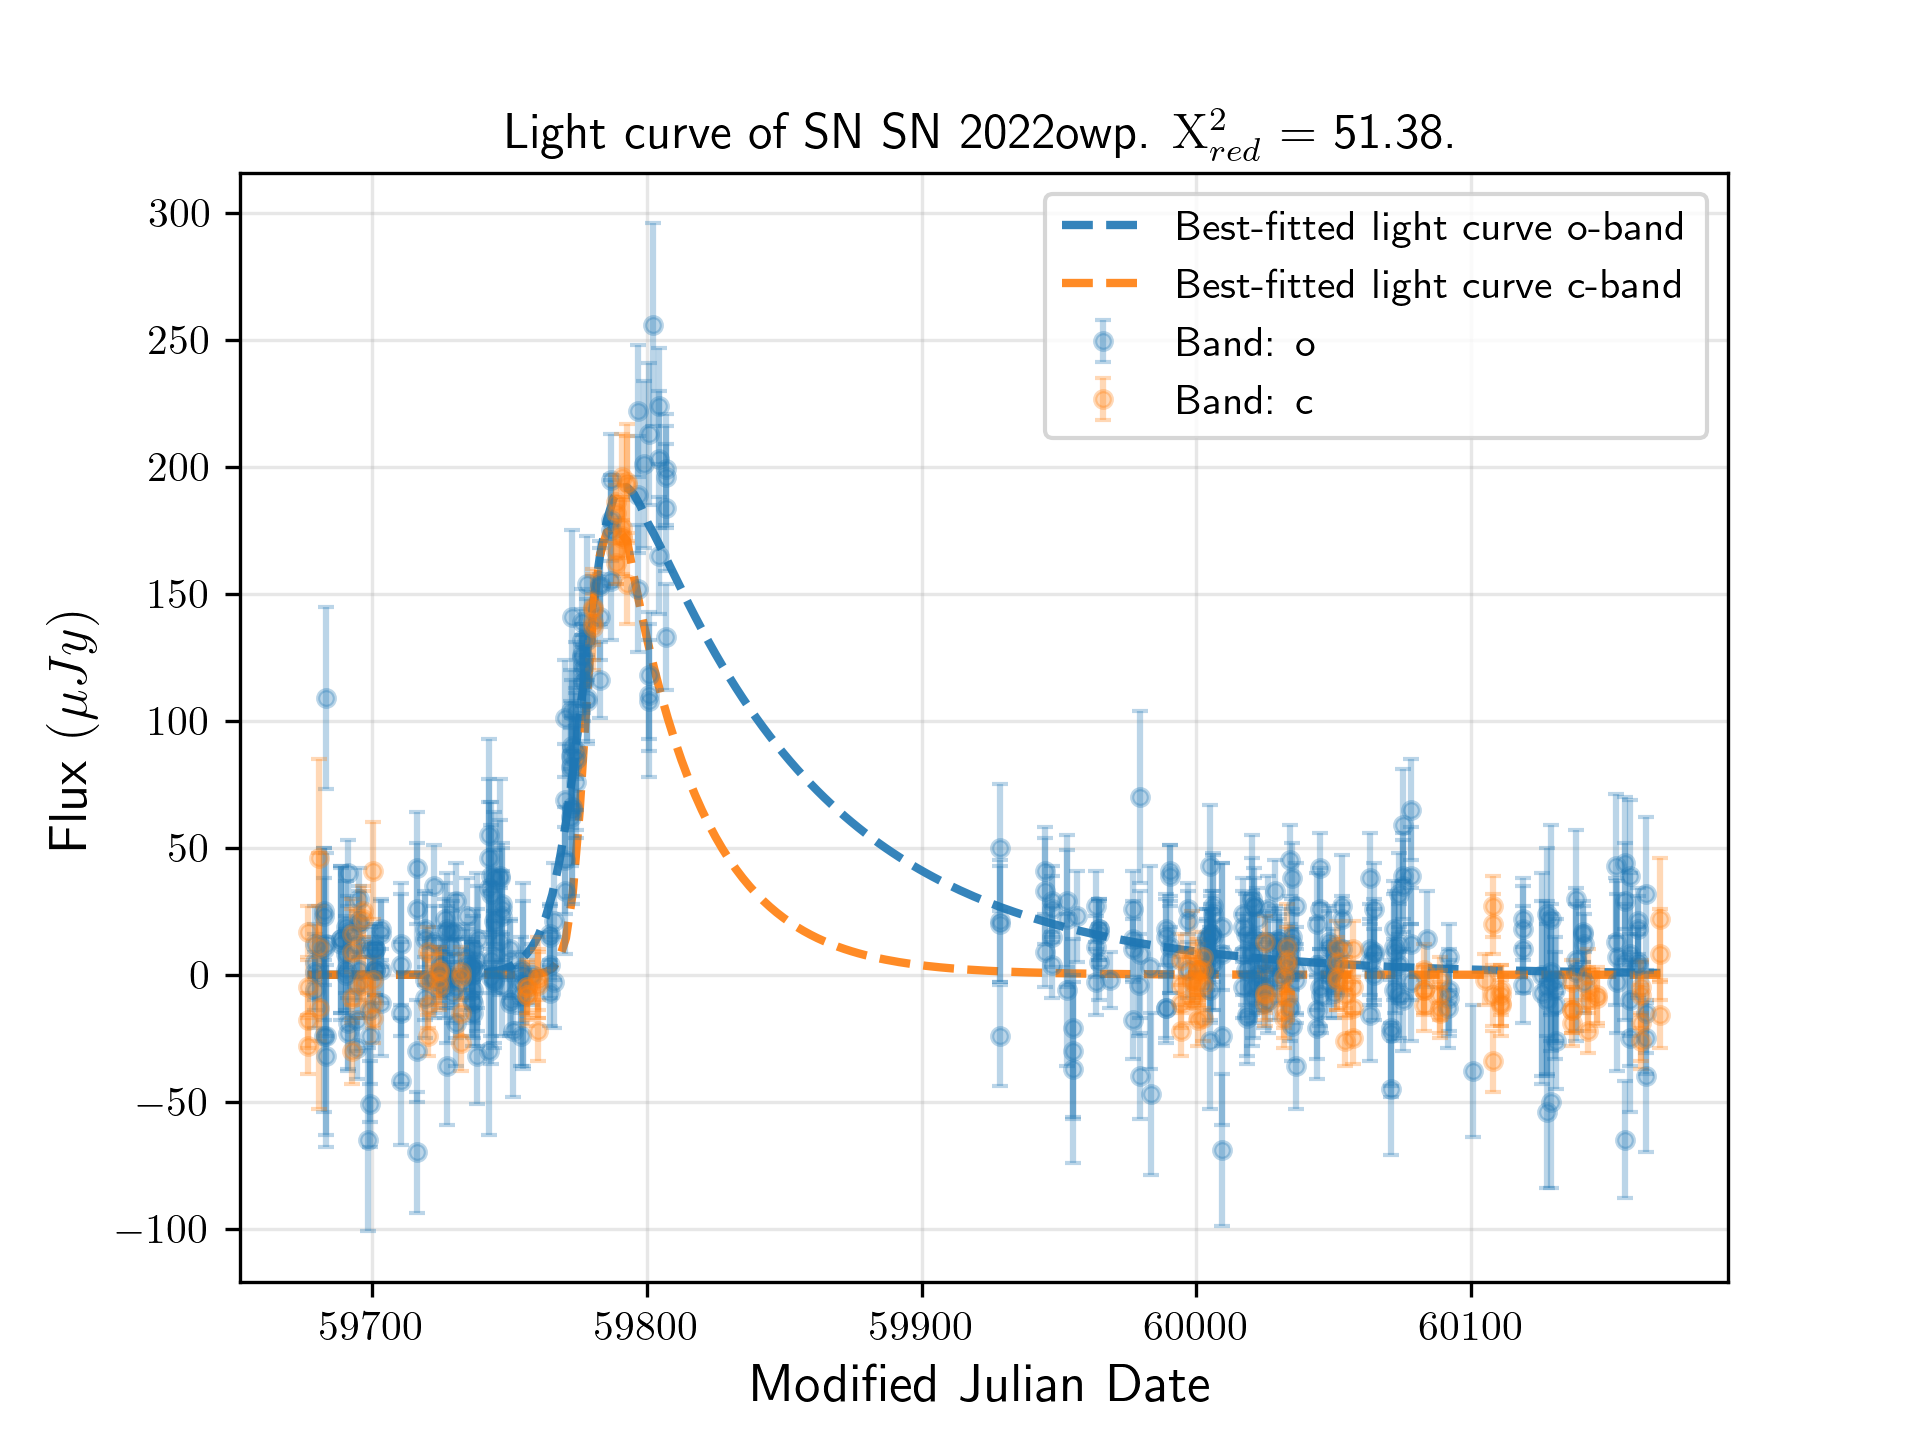 Light curve of SN SN 2022owp. X²_red = 51.38.
Best-fitted light curve o-band
Best-fitted light curve c-band
Band: o
Band: c
300
250
200
150
100
50
0
−50
−100
Flux (μJy)
59700 59800 59900 60000 60100
Modified Julian Date